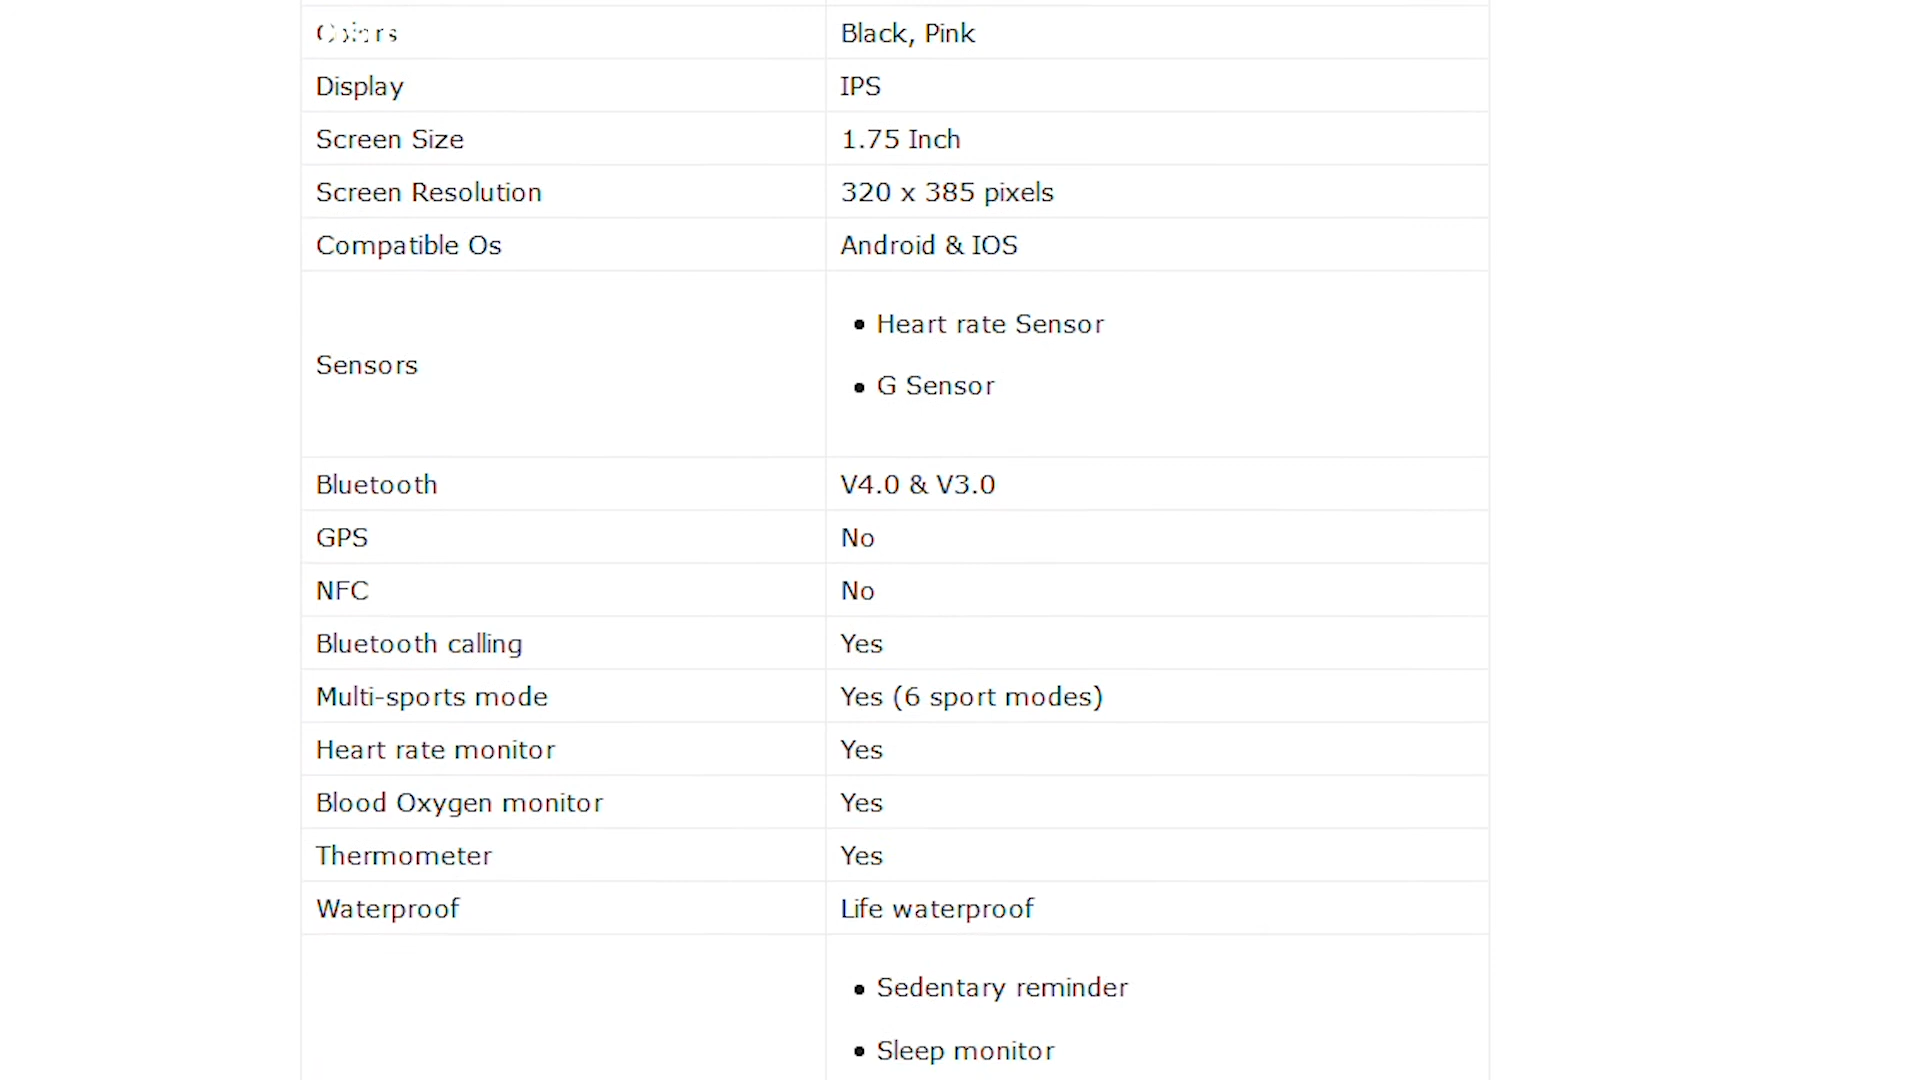 Colors Black, Pink
Display IPS
Screen Size 1.75 Inch
Screen Resolution 320 x 385 pixels
Compatible Os Android & IOS
Sensors
• Heart rate Sensor
• G Sensor
Bluetooth V4.0 & V3.0
GPS No
NFC No
Bluetooth calling Yes
Multi-sports mode Yes (6 sport modes)
Heart rate monitor Yes
Blood Oxygen monitor Yes
Thermometer Yes
Waterproof Life waterproof
• Sedentary reminder
• Sleep monitor